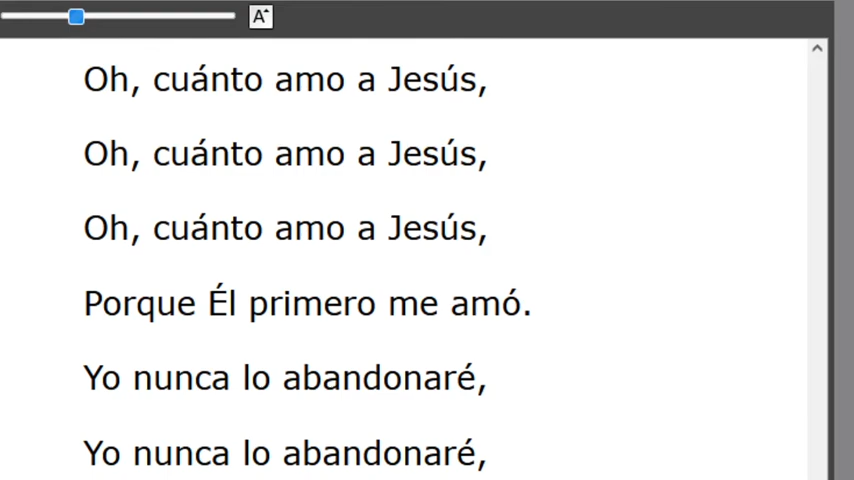 A
Oh, cuánto amo a Jesús,
Oh, cuánto amo a Jesús,
Oh, cuánto amo a Jesús,
Porque Él primero me amó.
Yo nunca lo abandonaré,
Yo nunca lo abandonaré,